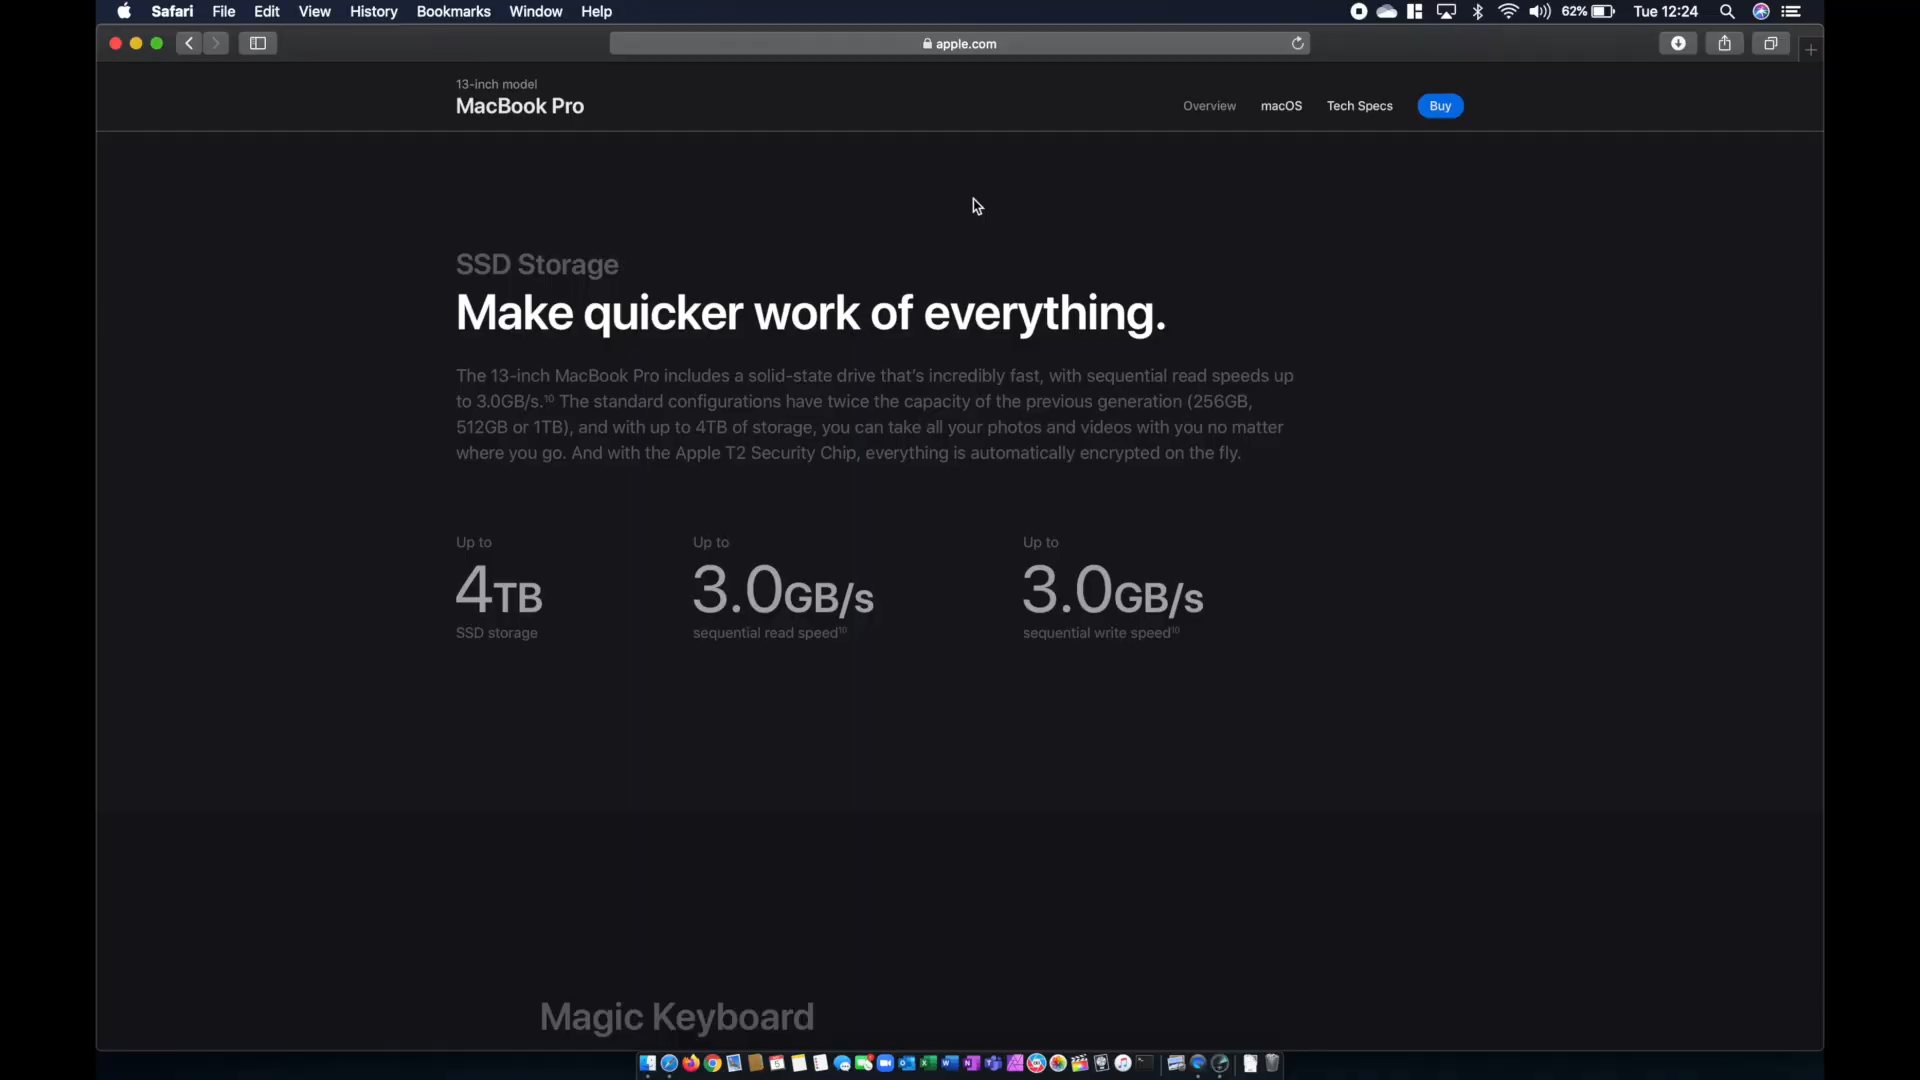 Safari File Edit View History Bookmarks Window Help 62% Tue 12:24
apple.com
13-inch model
MacBook Pro
Overview macOS Tech Specs Buy
SSD Storage
Make quicker work of everything.
The 13-inch MacBook Pro includes a solid-state drive that's incredibly fast, with sequential read speeds up
to 3.0GB/s.¹⁰ The standard configurations have twice the capacity of the previous generation (256GB,
512GB or 1TB), and with up to 4TB of storage, you can take all your photos and videos with you no matter
where you go. And with the Apple T2 Security Chip, everything is automatically encrypted on the fly.
Up to Up to Up to
4TB 3.0GB/s 3.0GB/s
SSD storage sequential read speed¹⁰ sequential write speed¹⁰
Magic Keyboard